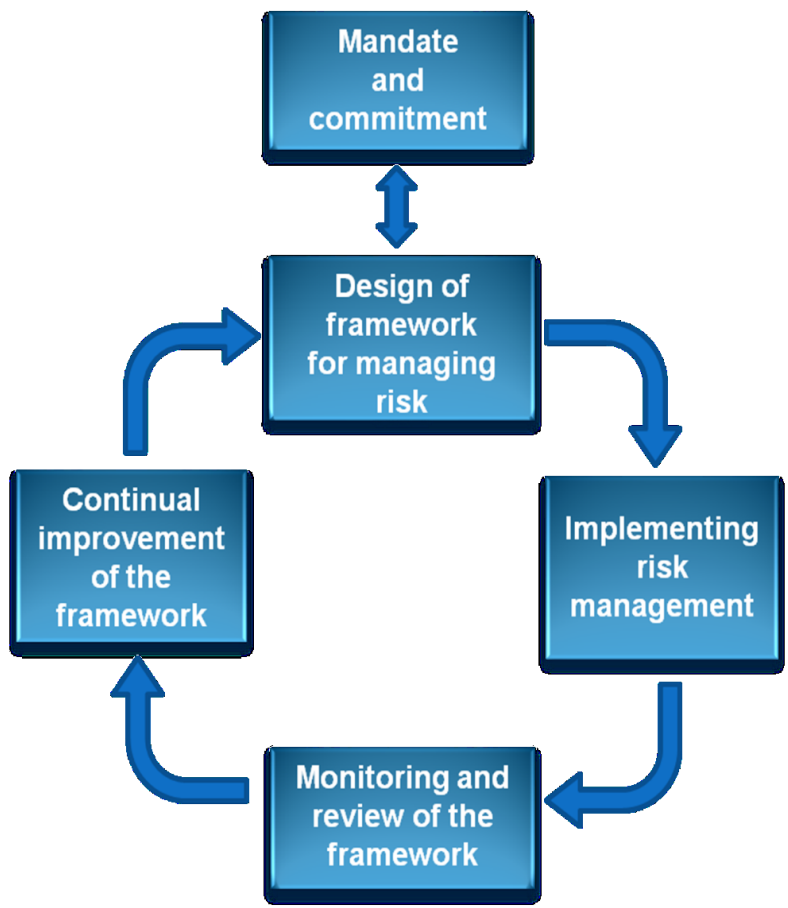 Mandate
and
commitment
Design of
framework
for managing
risk
Implementing
risk
management
Monitoring and
review of the
framework
Continual
improvement
of the
framework